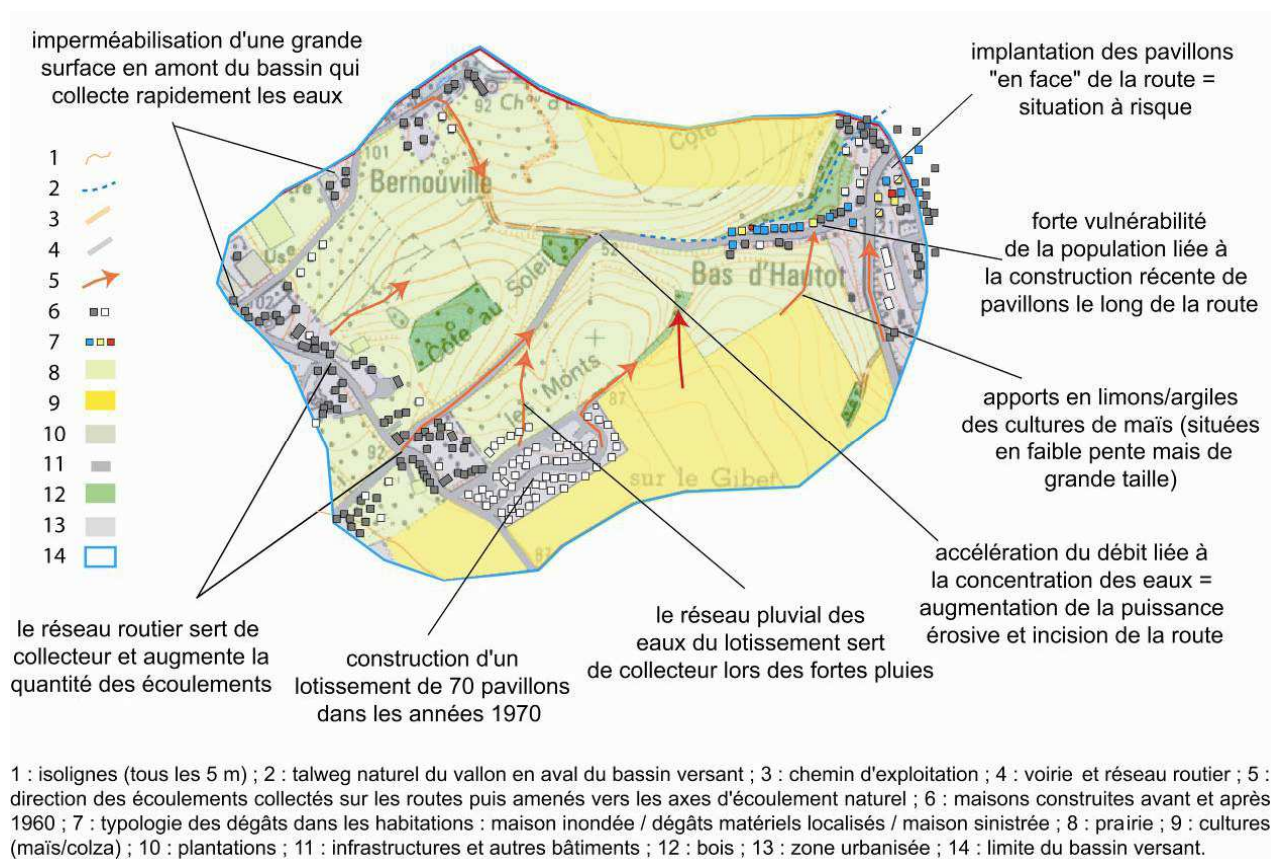 imperméabilisation d'une grande
surface en amont du bassin qui
collecte rapidement les eaux
implantation des pavillons
"en face" de la route =
situation à risque
1
2
3
4
5
6
7
8
9
10
11
12
13
14
92
101
Bernouville
Côte
Us
102
Côte au Soleil
52
Bas d'Hautot
21
les Monts
87
92
sur le Gibet
87
forte vulnérabilité
de la population liée à
la construction récente de
pavillons le long de la route
apports en limons/argiles
des cultures de maïs (situées
en faible pente mais de
grande taille)
accélération du débit liée à
la concentration des eaux =
augmentation de la puissance
érosive et incision de la route
le réseau routier sert de
collecteur et augmente la
quantité des écoulements
construction d'un
lotissement de 70 pavillons
dans les années 1970
le réseau pluvial des
eaux du lotissement sert
de collecteur lors des fortes pluies
1 : isolignes (tous les 5 m) ; 2 : talweg naturel du vallon en aval du bassin versant ; 3 : chemin d'exploitation ; 4 : voirie et réseau routier ; 5 :
direction des écoulements collectés sur les routes puis amenés vers les axes d'écoulement naturel ; 6 : maisons construites avant et après
1960 ; 7 : typologie des dégâts dans les habitations : maison inondée / dégâts matériels localisés / maison sinistrée ; 8 : prairie ; 9 : cultures
(maïs/colza) ; 10 : plantations ; 11 : infrastructures et autres bâtiments ; 12 : bois ; 13 : zone urbanisée ; 14 : limite du bassin versant.